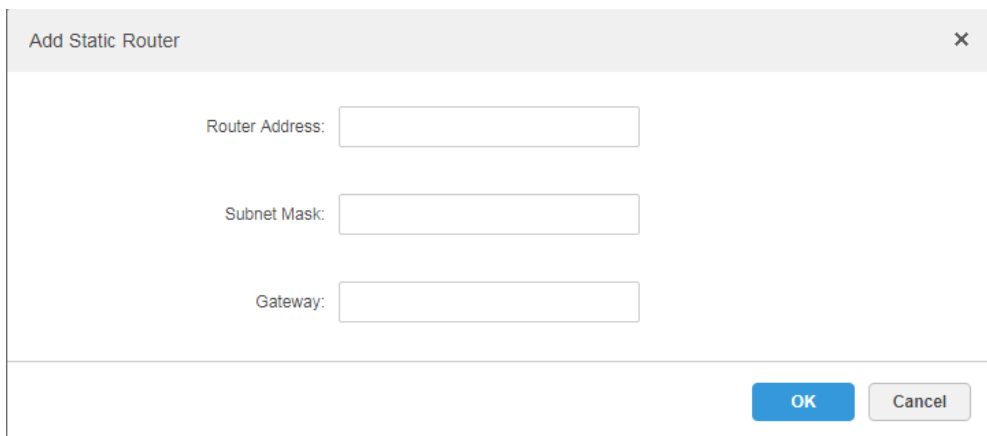 Add Static Router
Router Address:
Subnet Mask:
Gateway:
OK Cancel